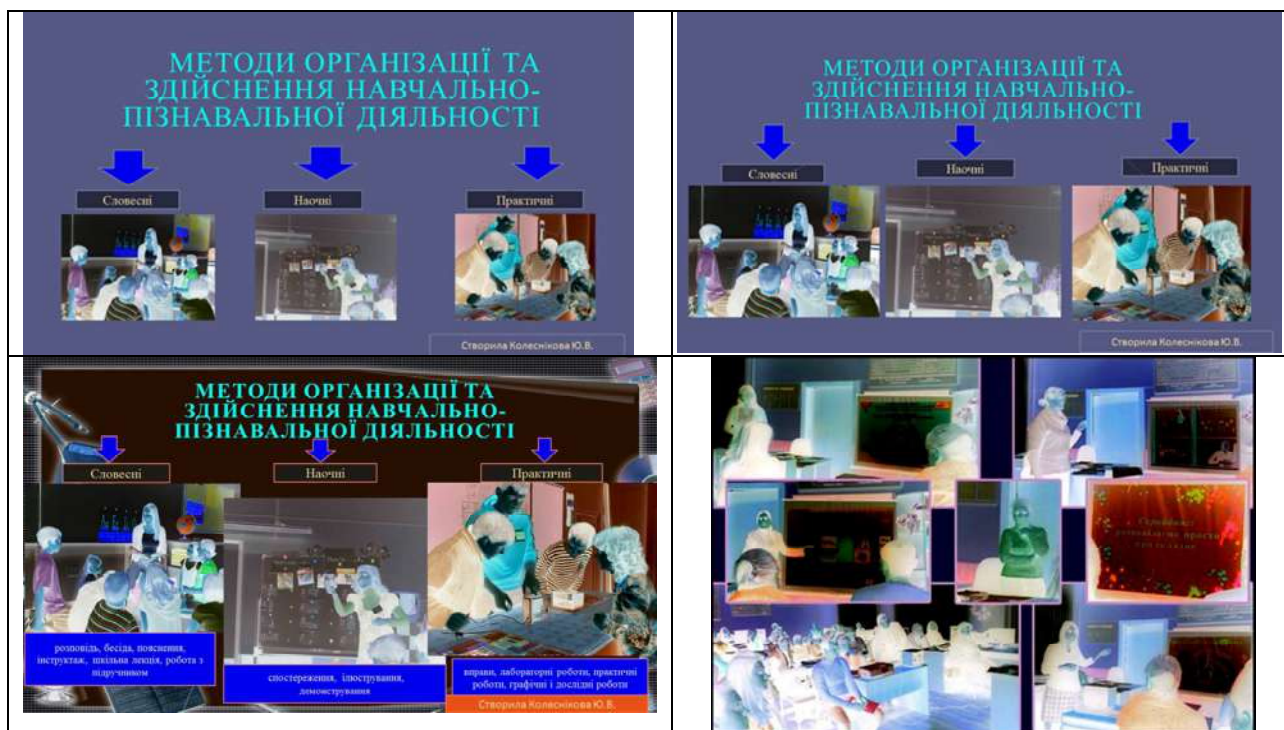 МЕТОДИ ОРГАНІЗАЦІЇ ТА
ЗДІЙСНЕННЯ НАВЧАЛЬНО-
ПІЗНАВАЛЬНОЇ ДІЯЛЬНОСТІ
Словесні
Наочні
Практичні
Створила Колеснікова Ю.В.
МЕТОДИ ОРГАНІЗАЦІЇ ТА
ЗДІЙСНЕННЯ НАВЧАЛЬНО-
ПІЗНАВАЛЬНОЇ ДІЯЛЬНОСТІ
Словесні
Наочні
Практичні
Створила Колеснікова Ю.В.
МЕТОДИ ОРГАНІЗАЦІЇ ТА
ЗДІЙСНЕННЯ НАВЧАЛЬНО-
ПІЗНАВАЛЬНОЇ ДІЯЛЬНОСТІ
Словесні
Наочні
Практичні
розповідь, бесіда, пояснення,
інструктаж, шкільна лекція, робота з
підручником
спостереження, ілюстрування,
демонстрування
вправи, лабораторні роботи, практичні
роботи, графічні і дослідні роботи
Створила Колеснікова Ю.В.